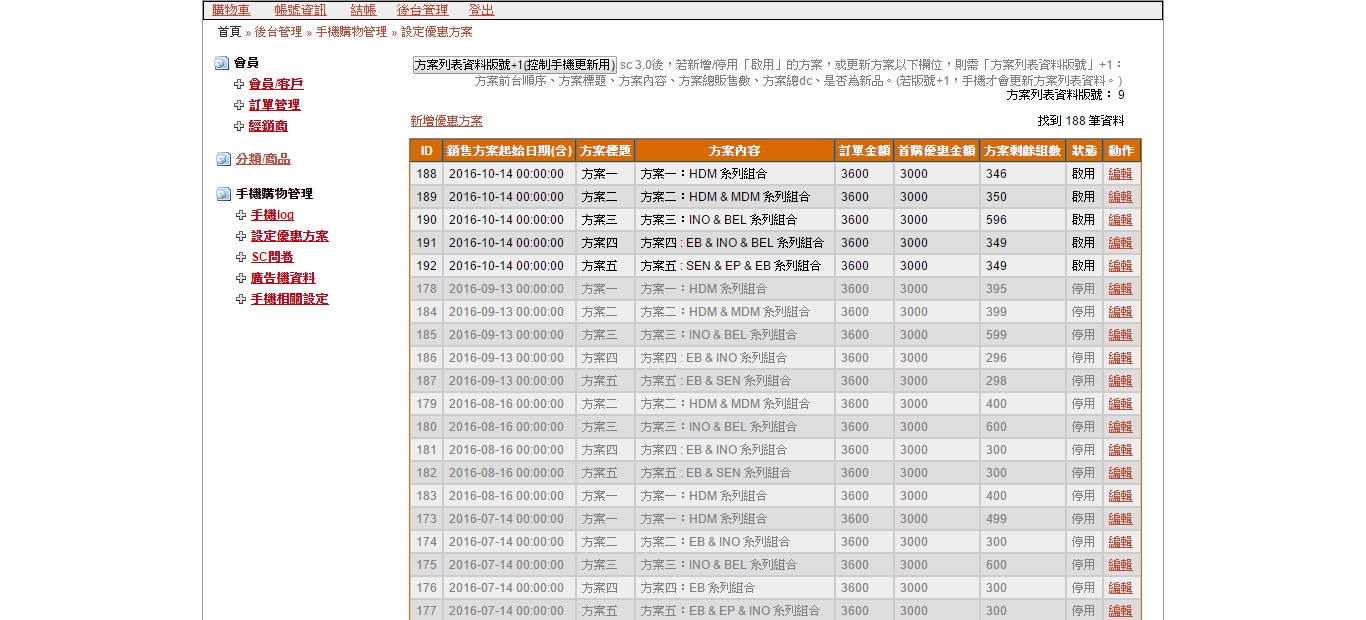 購物車 帳號資訊 結帳 後台管理 登出
首頁 » 後台管理 » 手機購物管理 » 設定優惠方案
會員
會員/客戶
訂單管理
經銷商
分類/商品
手機購物管理
手機log
設定優惠方案
SC問卷
廣告機資料
手機相關設定
方案列表資料版號+1(控制手機更新用) sc 3.0後，若新增/停用「啟用」的方案，或更新方案以下欄位，則需「方案列表資料版號」+1：
方案前台順序、方案標題、方案內容、方案總販售數、方案總dc、是否為新品。(若版號+1，手機才會更新方案列表資料。)
方案列表資料版號： 9
新增優惠方案 找到 188 筆資料
ID 銷售方案起始日期(含) 方案標題 方案內容 訂單金額 首購優惠金額 方案剩餘組數 狀態 動作
188 2016-10-14 00:00:00 方案一 方案一：HDM 系列組合 3600 3000 346 啟用 編輯
189 2016-10-14 00:00:00 方案二 方案二：HDM & MDM 系列組合 3600 3000 350 啟用 編輯
190 2016-10-14 00:00:00 方案三 方案三：INO & BEL 系列組合 3600 3000 596 啟用 編輯
191 2016-10-14 00:00:00 方案四 方案四 : EB & INO & BEL 系列組合 3600 3000 349 啟用 編輯
192 2016-10-14 00:00:00 方案五 方案五 : SEN & EP & EB 系列組合 3600 3000 349 啟用 編輯
178 2016-09-13 00:00:00 方案一 方案一：HDM 系列組合 3600 3000 395 停用 編輯
184 2016-09-13 00:00:00 方案二 方案二：HDM & MDM 系列組合 3600 3000 399 停用 編輯
185 2016-09-13 00:00:00 方案三 方案三：INO & BEL 系列組合 3600 3000 599 停用 編輯
186 2016-09-13 00:00:00 方案四 方案四 : EB & INO 系列組合 3600 3000 296 停用 編輯
187 2016-09-13 00:00:00 方案五 方案五 : EB & SEN 系列組合 3600 3000 298 停用 編輯
179 2016-08-16 00:00:00 方案二 方案二：HDM & MDM 系列組合 3600 3000 400 停用 編輯
180 2016-08-16 00:00:00 方案三 方案三：INO & BEL 系列組合 3600 3000 600 停用 編輯
181 2016-08-16 00:00:00 方案四 方案四 : EB & INO 系列組合 3600 3000 300 停用 編輯
182 2016-08-16 00:00:00 方案五 方案五 : EB & SEN 系列組合 3600 3000 300 停用 編輯
183 2016-08-16 00:00:00 方案一 方案一：HDM 系列組合 3600 3000 400 停用 編輯
173 2016-07-14 00:00:00 方案一 方案一：HDM 系列組合 3600 3000 499 停用 編輯
174 2016-07-14 00:00:00 方案二 方案二：EB & INO 系列組合 3600 3000 300 停用 編輯
175 2016-07-14 00:00:00 方案三 方案三：INO & BEL 系列組合 3600 3000 600 停用 編輯
176 2016-07-14 00:00:00 方案四 方案四：EB 系列組合 3600 3000 300 停用 編輯
177 2016-07-14 00:00:00 方案五 方案五：EB & EP & INO 系列組合 3600 3000 300 停用 編輯